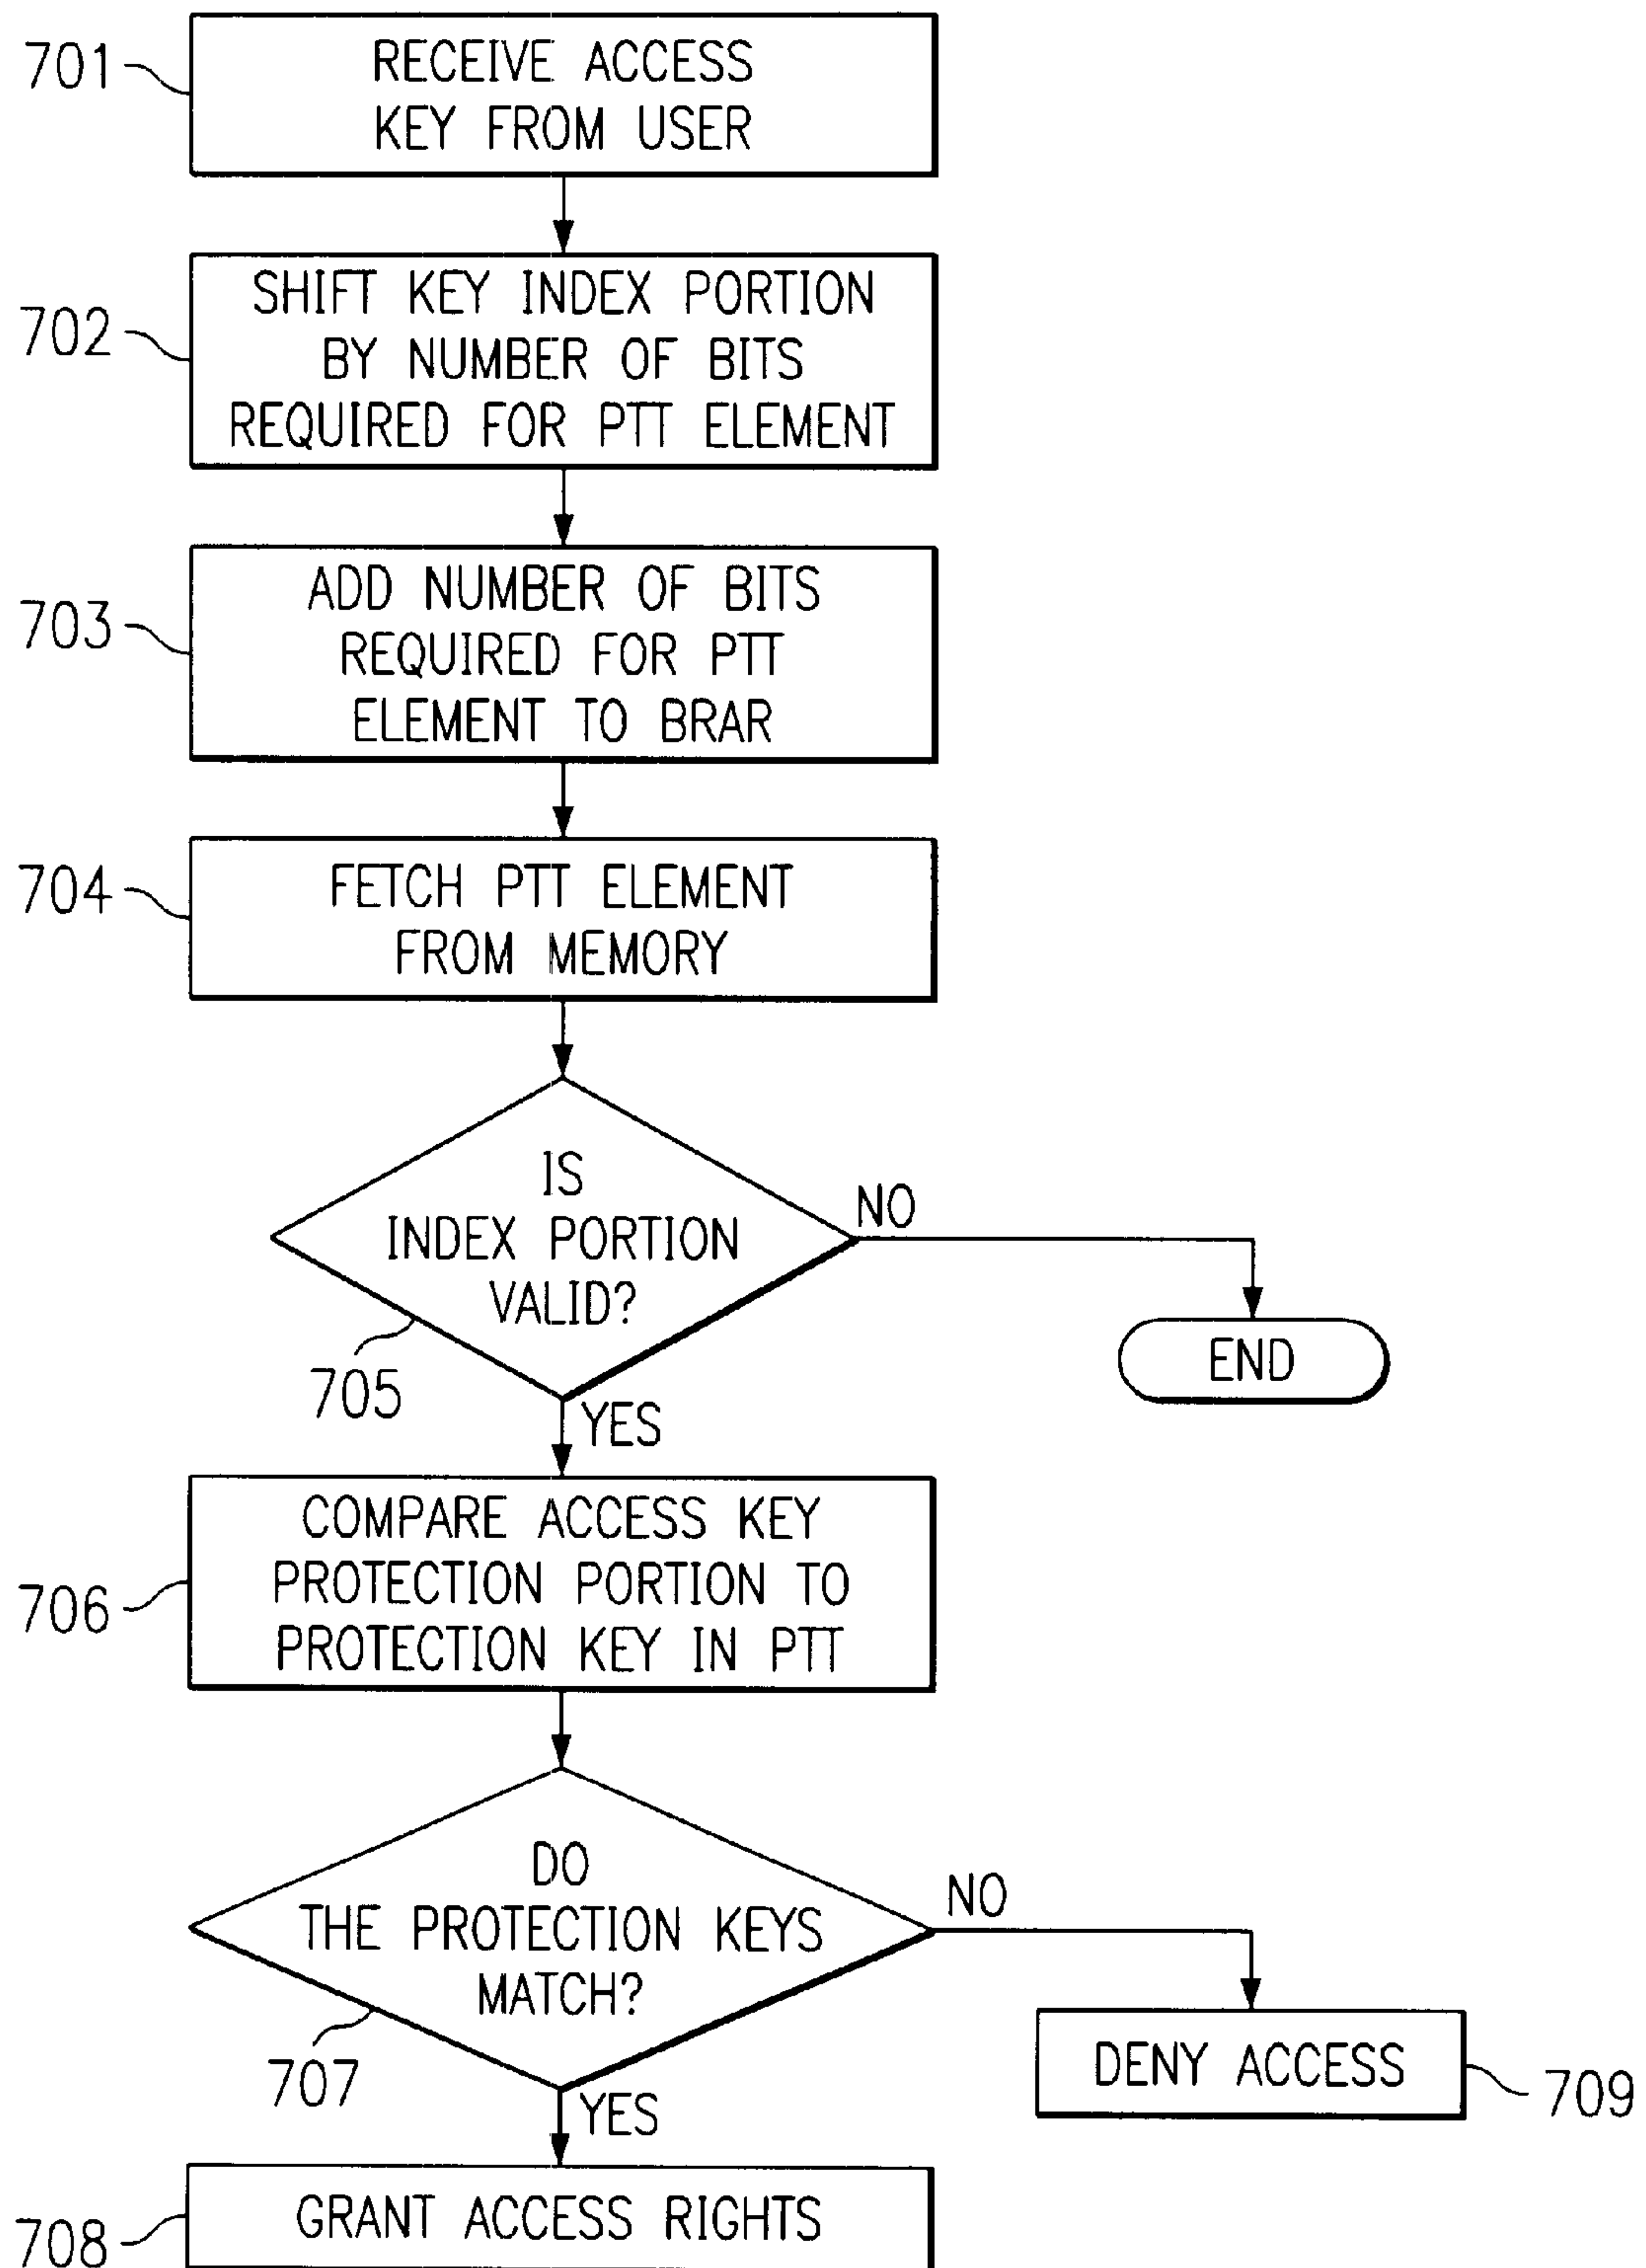 701
RECEIVE ACCESS
KEY FROM USER
702
SHIFT KEY INDEX PORTION
BY NUMBER OF BITS
REQUIRED FOR PTT ELEMENT
703
ADD NUMBER OF BITS
REQUIRED FOR PTT
ELEMENT TO BRAR
704
FETCH PTT ELEMENT
FROM MEMORY
IS
INDEX PORTION
VALID?
NO
END
705
YES
706
COMPARE ACCESS KEY
PROTECTION PORTION TO
PROTECTION KEY IN PTT
DO
THE PROTECTION KEYS
MATCH?
NO
DENY ACCESS
709
707
YES
708
GRANT ACCESS RIGHTS